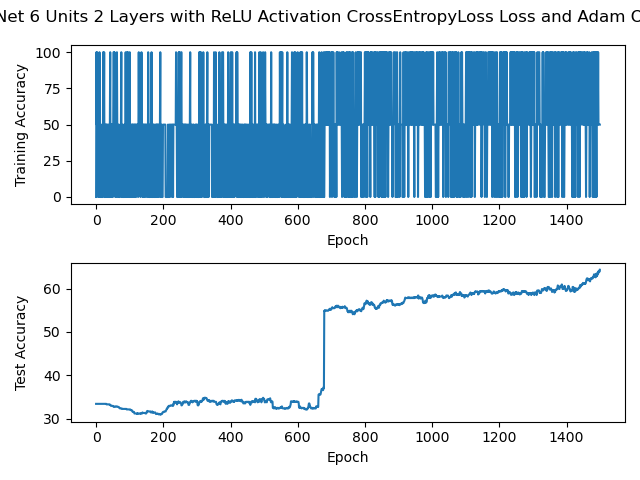 Net 6 Units 2 Layers with ReLU Activation CrossEntropyLoss Loss and Adam
100
75
50
25
0
Training Accuracy
0 200 400 600 800 1000 1200 1400
Epoch
60
50
40
30
Test Accuracy
0 200 400 600 800 1000 1200 1400
Epoch